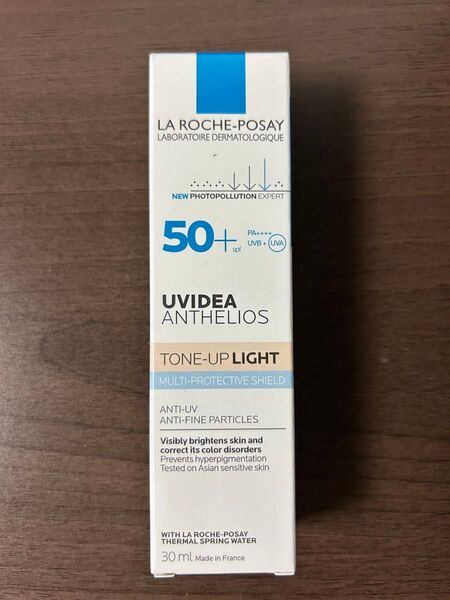 LA ROCHE-POSAY
LABORATOIRE DERMATOLOGIQUE
NEW PHOTOPOLLUTION EXPERT
50+ spf
PA++++
UVB + UVA
UVIDEA
ANTHELIOS
TONE-UP LIGHT
MULTI-PROTECTIVE SHIELD
ANTI-UV
ANTI-FINE PARTICLES
Visibly brightens skin and
correct its color disorders
Prevents hyperpigmentation
Tested on Asian sensitive skin
WITH LA ROCHE-POSAY
THERMAL SPRING WATER
30 ml Made in France